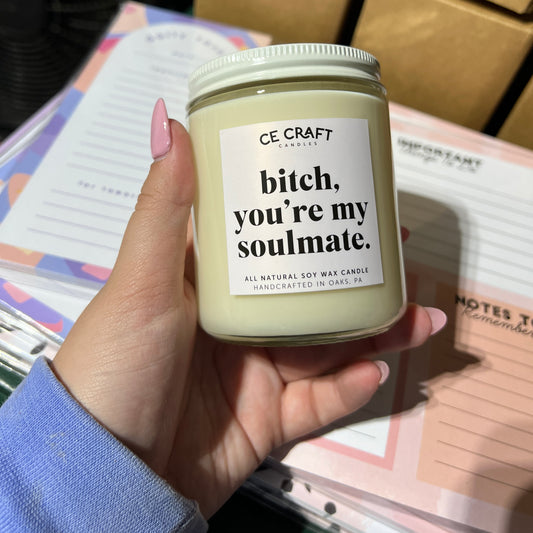 CE CRAFT
CANDLES
bitch,
you're my
soulmate.
ALL NATURAL SOY WAX CANDLE
HANDCRAFTED IN OAKS, PA
IMPORTANT
NOTES TO
Remember